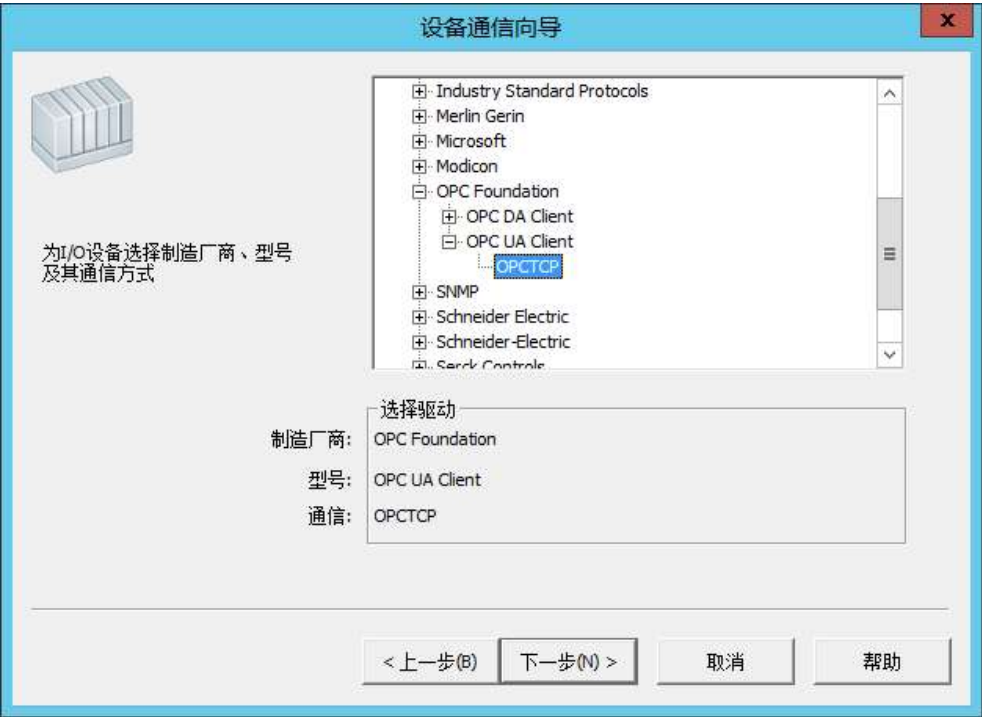 设备通信向导
x
Industry Standard Protocols
Merlin Gerin
Microsoft
Modicon
OPC Foundation
OPC DA Client
OPC UA Client
OPCTCP
SNMP
Schneider Electric
Schneider-Electric
Serck Controls
为I/O设备选择制造厂商、型号
及其通信方式
选择驱动
制造厂商: OPC Foundation
型号: OPC UA Client
通信: OPCTCP
<上一步(B)
下一步(N) >
取消
帮助